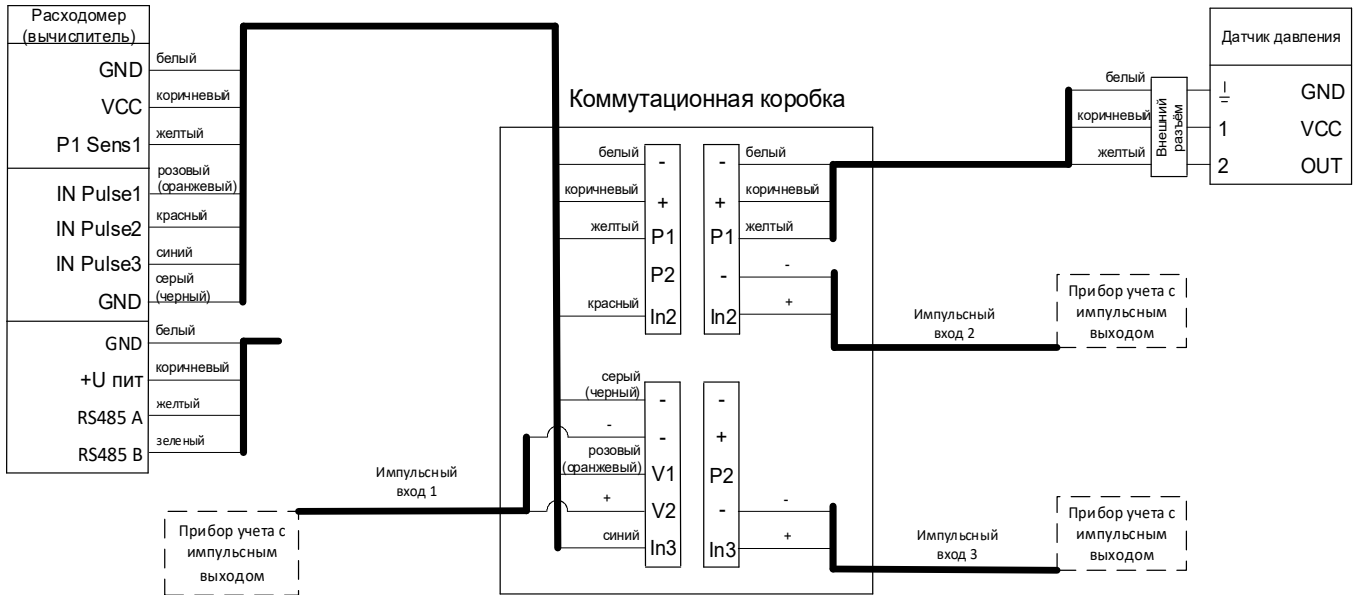 Расходомер
(вычислитель)
GND
белый
VCC
коричневый
P1 Sens1
желтый
IN Pulse1
розовый
(оранжевый)
IN Pulse2
красный
IN Pulse3
синий
GND
серый
(черный)
GND
белый
+U пит
коричневый
RS485 A
желтый
RS485 B
зеленый
Импульсный
вход 1
Прибор учета с
импульсным
выходом
Коммутационная коробка
белый
-
коричневый
+
желтый
P1
P2
красный
In2
-
белый
+
коричневый
P1
желтый
-
-
In2
+
серый
(черный)
-
-
-
розовый
(оранжевый)
V1
+
V2
синий
In3
-
+
P2
-
-
In3
+
Импульсный
вход 2
Прибор учета с
импульсным
выходом
Импульсный
вход 3
Прибор учета с
импульсным
выходом
белый
коричневый
желтый
Внешний
разъём
Датчик давления
GND
1
VCC
2
OUT